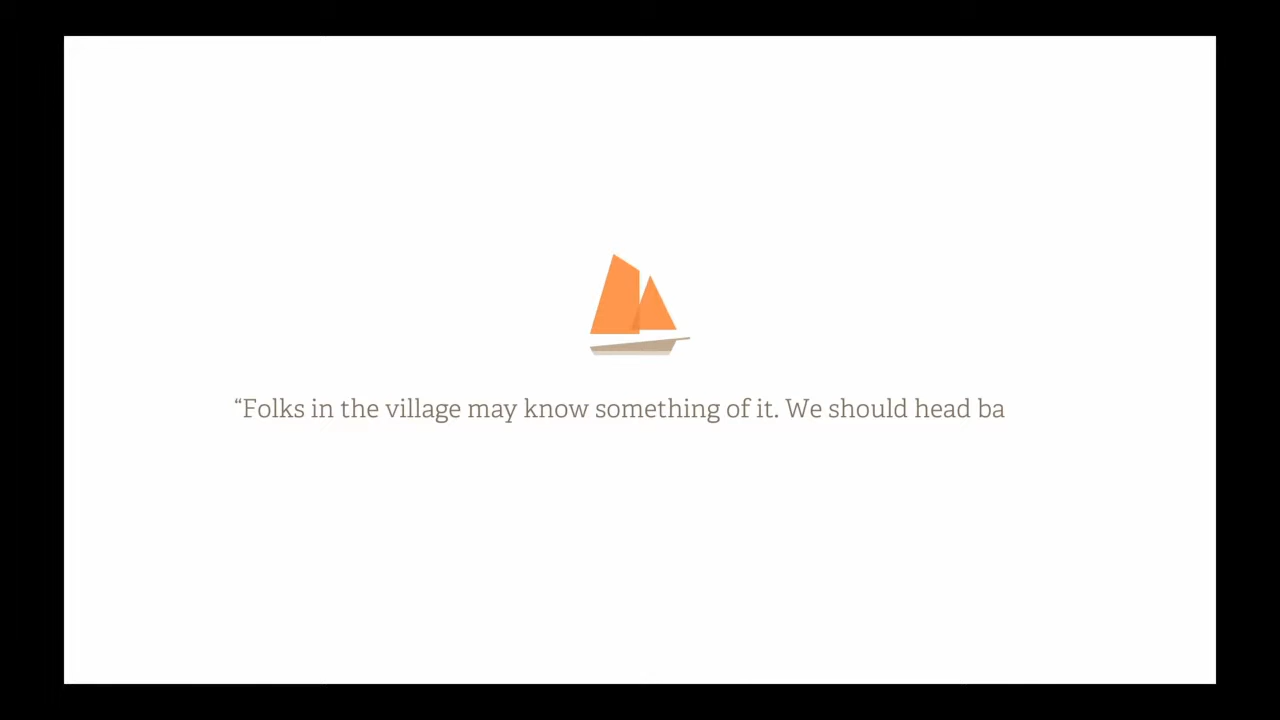 “Folks in the village may know something of it. We should head ba